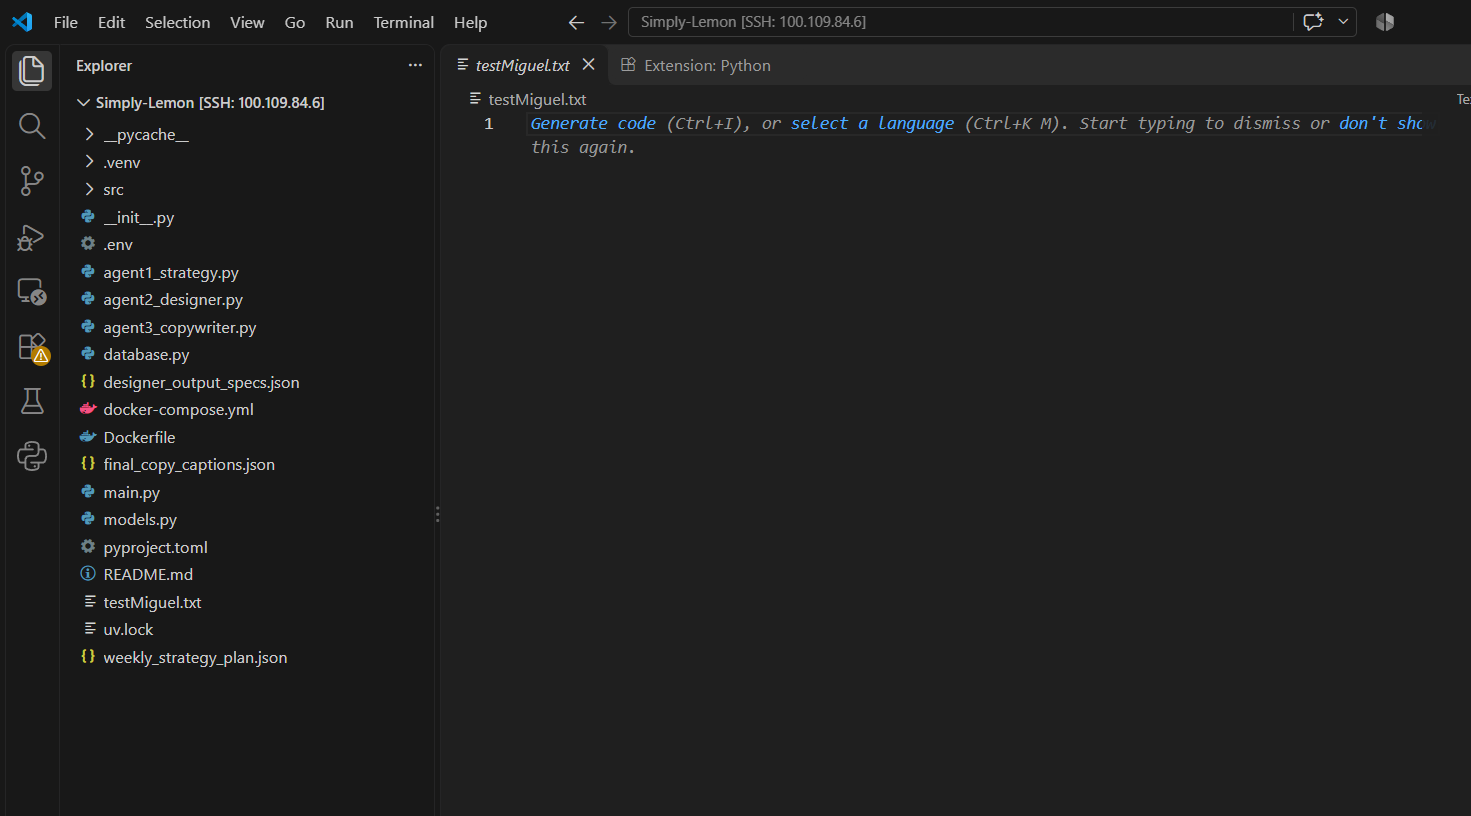 File Edit Selection View Go Run Terminal Help
Simply-Lemon [SSH: 100.109.84.6]
Explorer
Simply-Lemon [SSH: 100.109.84.6]
__pycache__
.venv
src
__init__.py
.env
agent1_strategy.py
agent2_designer.py
agent3_copywriter.py
database.py
designer_output_specs.json
docker-compose.yml
Dockerfile
final_copy_captions.json
main.py
models.py
pyproject.toml
README.md
testMiguel.txt
uv.lock
weekly_strategy_plan.json
testMiguel.txt Extension: Python
testMiguel.txt
1 Generate code (Ctrl+I), or select a language (Ctrl+K M). Start typing to dismiss or don't show
this again.